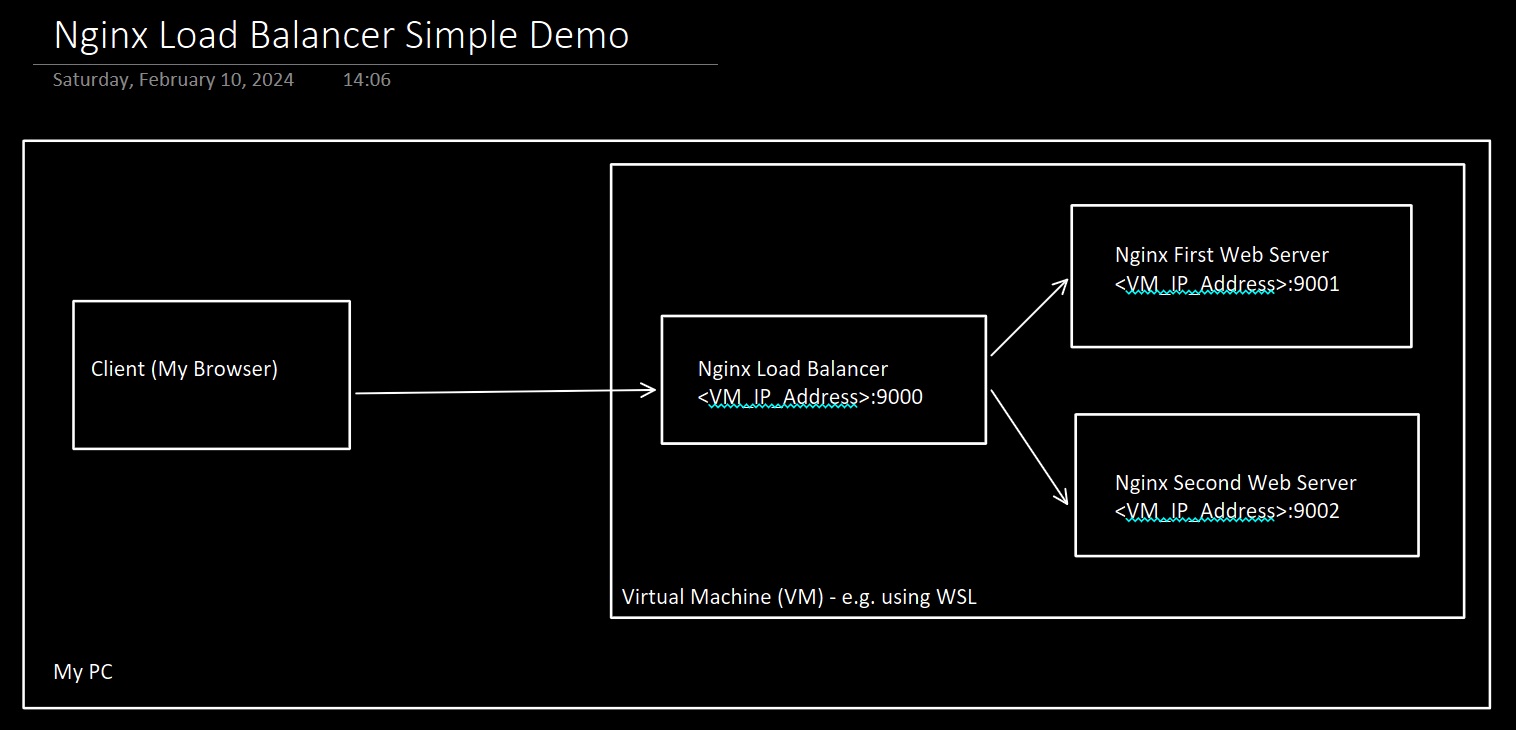 Nginx Load Balancer Simple Demo
Saturday, February 10, 2024 14:06
Client (My Browser)
Nginx Load Balancer
<VM_IP_Address>:9000
Nginx First Web Server
<VM_IP_Address>:9001
Nginx Second Web Server
<VM_IP_Address>:9002
Virtual Machine (VM) - e.g. using WSL
My PC